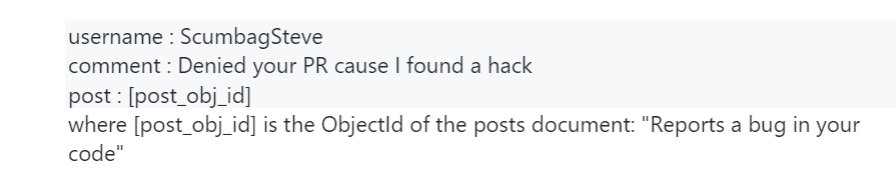 username : ScumbagSteve
comment : Denied your PR cause I found a hack
post : [post_obj_id]
where [post_obj_id] is the ObjectId of the posts document: "Reports a bug in your
code"